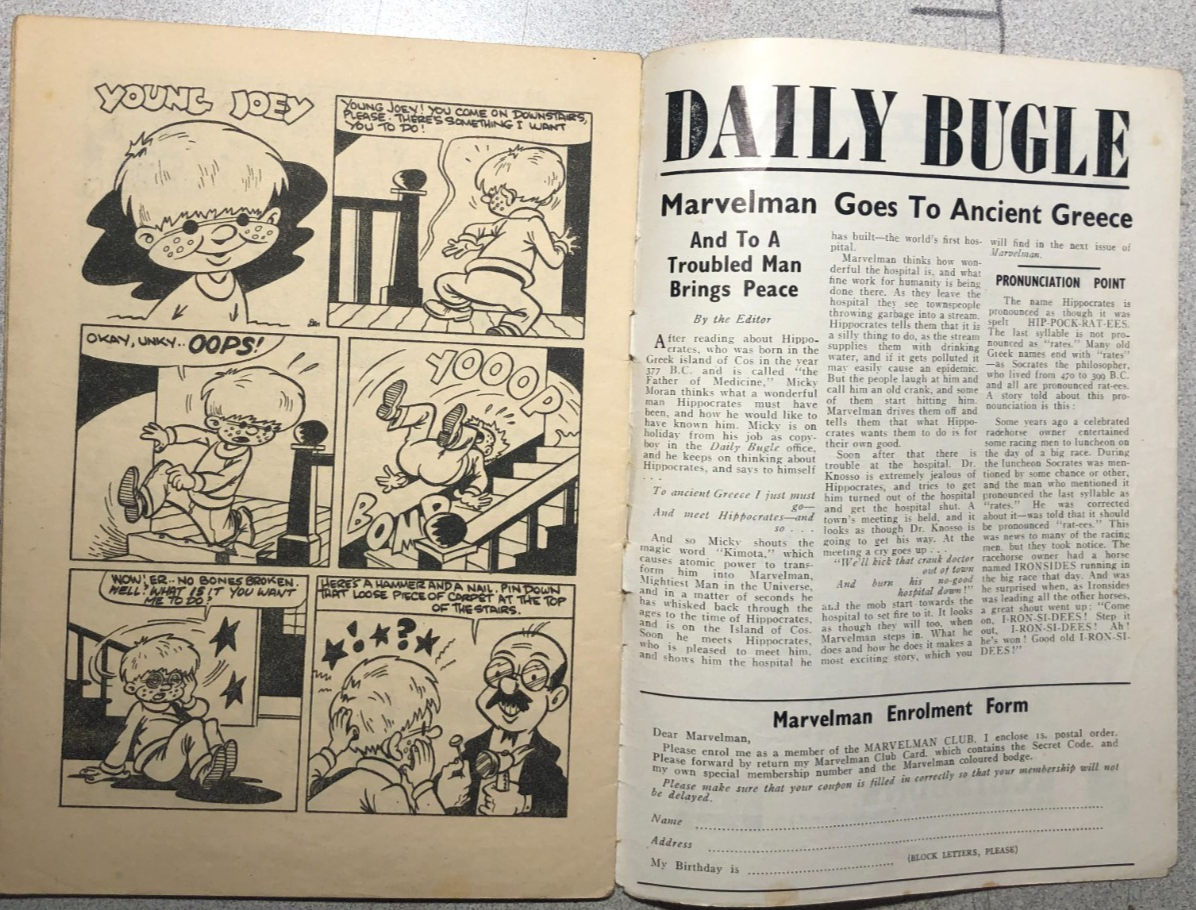 YOUNG JOEY
YOUNG JOEY! YOU COME ON DOWNSTAIRS,
PLEASE. THERE'S SOMETHING I WANT
YOU TO DO!
OKAY, UNKY.. OOPS!
YOOOP
BOMP
NOW! ER.. NO BONES BROKEN.
WELL! WHAT IS IT YOU WANT
ME TO DO?
HERE'S A HAMMER AND A NAIL. PIN DOWN
THAT LOOSE PIECE OF CARPET AT THE TOP
OF THE STAIRS.
!*?
DAILY BUGLE
Marvelman Goes To Ancient Greece
And To A
Troubled Man
Brings Peace
By the Editor
After reading about Hippo-
crates, who was born in the
Greek island of Cos in the year
377 B.C. and is called "the
Father of Medicine," Micky
Moran thinks what a wonderful
man Hippocrates must have
been, and how he would like to
have known him. Micky is on
holiday from his job as copy-
boy in the Daily Bugle office,
and he keeps on thinking about
Hippocrates, and says to himself
. . .
To ancient Greece I just must
go—
And meet Hippocrates—and
so . . . .
And so Micky shouts the
magic word "Kimota," which
causes atomic power to trans-
form him into Marvelman,
Mightiest Man in the Universe,
and in a matter of seconds he
has whisked back through the
ages to the time of Hippocrates,
and is on the Island of Cos.
Soon he meets Hippocrates,
who is pleased to meet him,
and shows him the hospital he
has built—the world's first hos-
pital.
Marvelman thinks how won-
derful the hospital is, and what
fine work for humanity is being
done there. As they leave the
hospital they see townspeople
throwing garbage into a stream.
Hippocrates tells them that it is
a silly thing to do, as the stream
supplies them with drinking
water, and if it gets polluted it
may easily cause an epidemic.
But the people laugh at him and
call him an old crank, and some
of them start hitting him.
Marvelman drives them off and
tells them that what Hippo-
crates wants them to do is for
their own good.
Soon after that there is
trouble at the hospital. Dr.
Knosso is extremely jealous of
Hippocrates, and tries to get
him turned out of the hospital
and get the hospital shut. A
town's meeting is held, and it
looks as though Dr. Knosso is
going to get his way. At the
meeting a cry goes up . . .
"We'll kick that crank doctor
out of town
And burn his no-good
hospital down!"
and the mob start towards the
hospital to set fire to it. It looks
as though they will too, when
Marvelman steps in. What he
does and how he does it makes a
most exciting story, which you
will find in the next issue of
Marvelman.
PRONUNCIATION POINT
The name Hippocrates is
pronounced as though it was
spelt HIP-POCK-RAT-EES.
The last syllable is not pro-
nounced as "rates." Many old
Greek names end with "rates"
—as Socrates the philosopher,
who lived from 470 to 399 B.C.
and all are pronounced rat-ees.
A story told about this pro-
nounciation is this:
Some years ago a celebrated
racehorse owner entertained
some racing men to luncheon on
the day of a big race. During
the luncheon Socrates was men-
tioned by some chance or other,
and the man who mentioned it
pronounced the last syllable as
"rates." He was corrected
about it—was told that it should
be pronounced "rat-ees." This
was news to many of the racing
men, but they took notice. The
racehorse owner had a horse
named IRONSIDES running in
the big race that day. And was
he surprised when, as Ironsides
was leading all the other horses,
a great shout went up: "Come
on, I-RON-SI-DEES! Step it
out, I-RON-SI-DEES! Ah!
he's won! Good old I-RON-SI-
DEES!"
Marvelman Enrolment Form
Dear Marvelman,
Please enrol me as a member of the MARVELMAN CLUB. I enclose 1s. postal order.
Please forward by return my Marvelman Club Card, which contains the Secret Code, and
my own special membership number and the Marvelman coloured badge.
Please make sure that your coupon is filled in correctly so that your membership will not
be delayed.
Name
Address
My Birthday is (BLOCK LETTERS, PLEASE)